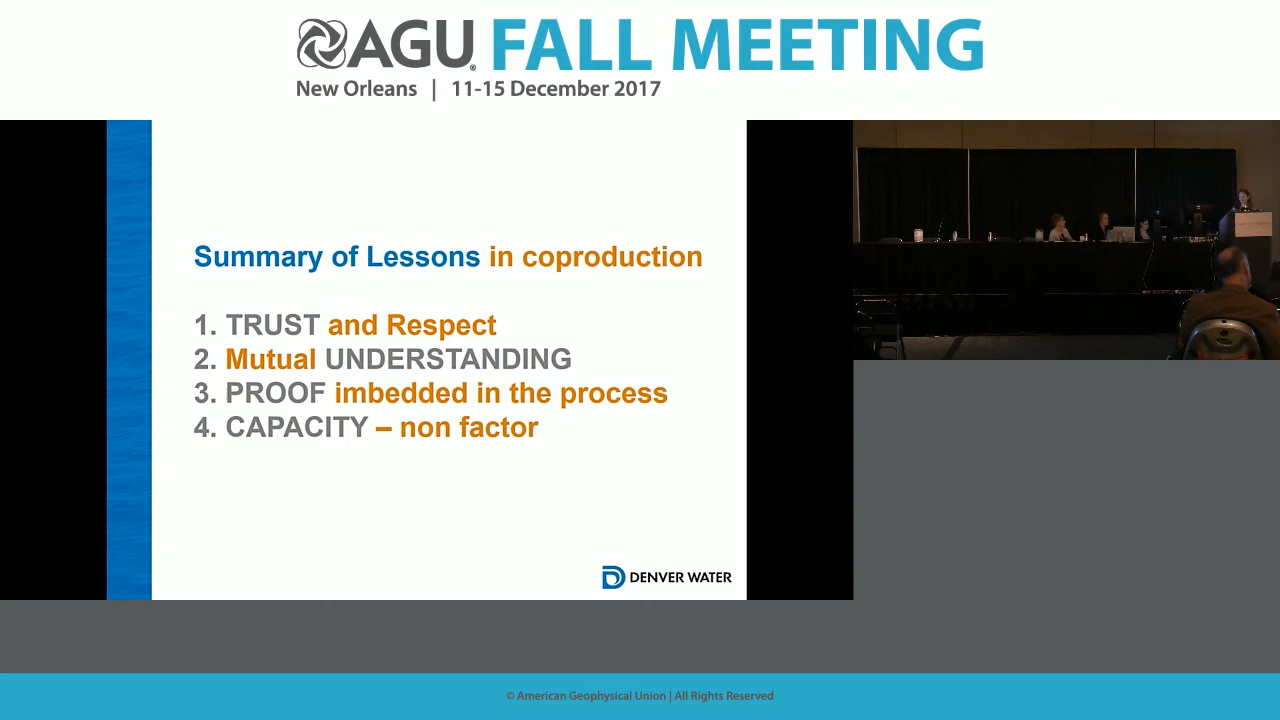 AGU FALL MEETING
New Orleans | 11-15 December 2017
Summary of Lessons in coproduction
1. TRUST and Respect
2. Mutual UNDERSTANDING
3. PROOF imbedded in the process
4. CAPACITY – non factor
DENVER WATER
© American Geophysical Union | All Rights Reserved